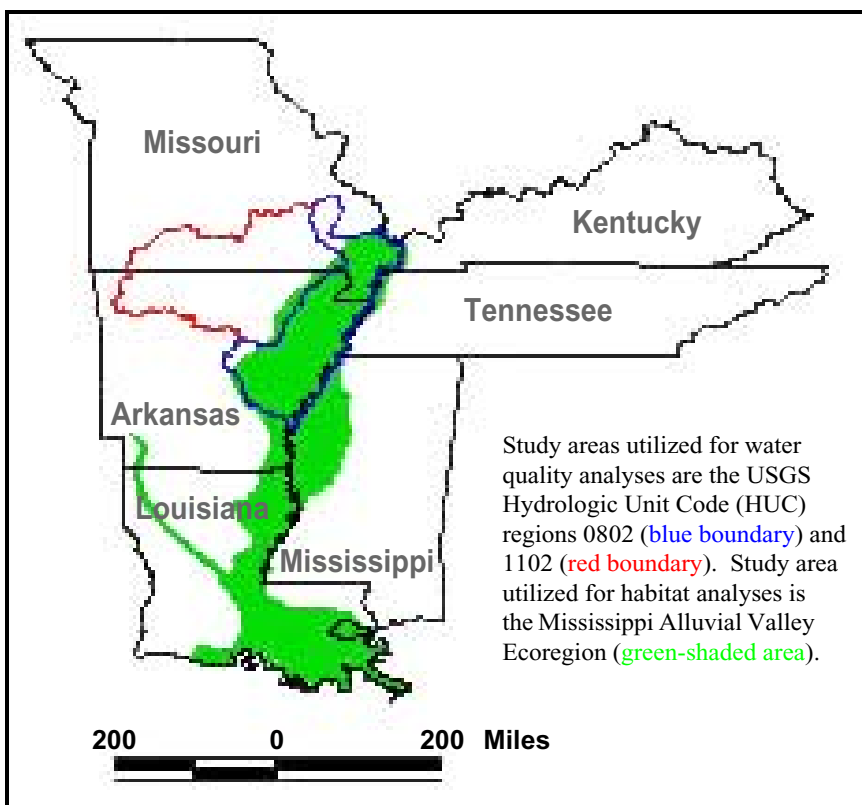 Missouri
Kentucky
Tennessee
Arkansas
Louisiana
Mississippi
Study areas utilized for water
quality analyses are the USGS
Hydrologic Unit Code (HUC)
regions 0802 (blue boundary) and
1102 (red boundary).  Study area
utilized for habitat analyses is
the Mississippi Alluvial Valley
Ecoregion (green-shaded area).
200 0 200 Miles